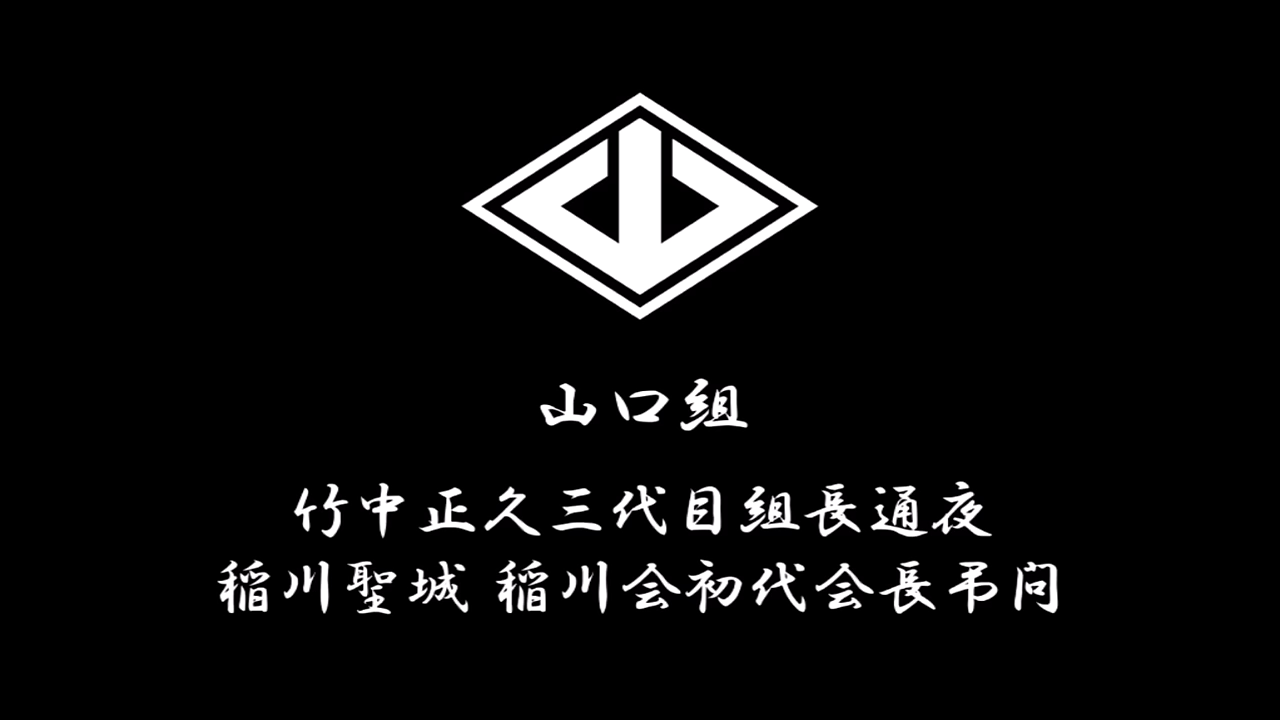 山口組
竹中正久三代目組長通夜
稲川聖城 稲川会初代会長弔问